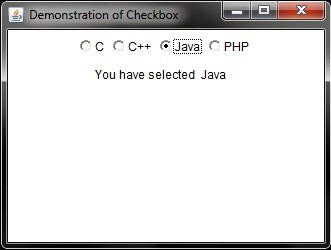 Demonstration of Checkbox
C C++ Java PHP
You have selected Java